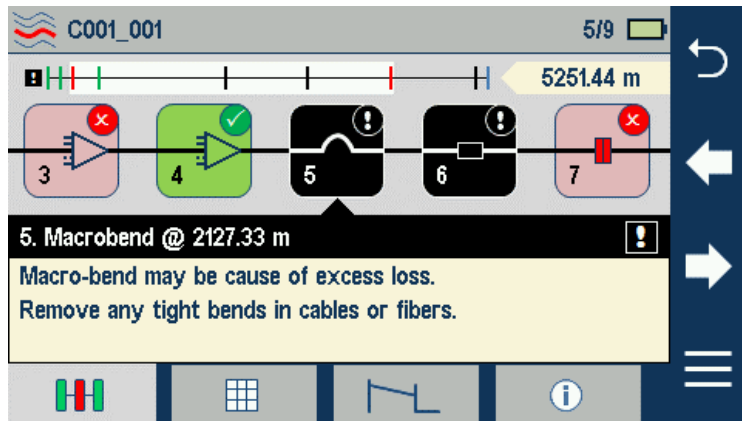 C001_001
5/9
5251.44 m
3
4
5
6
7
5. Macrobend @ 2127.33 m
Macro-bend may be cause of excess loss.
Remove any tight bends in cables or fibers.